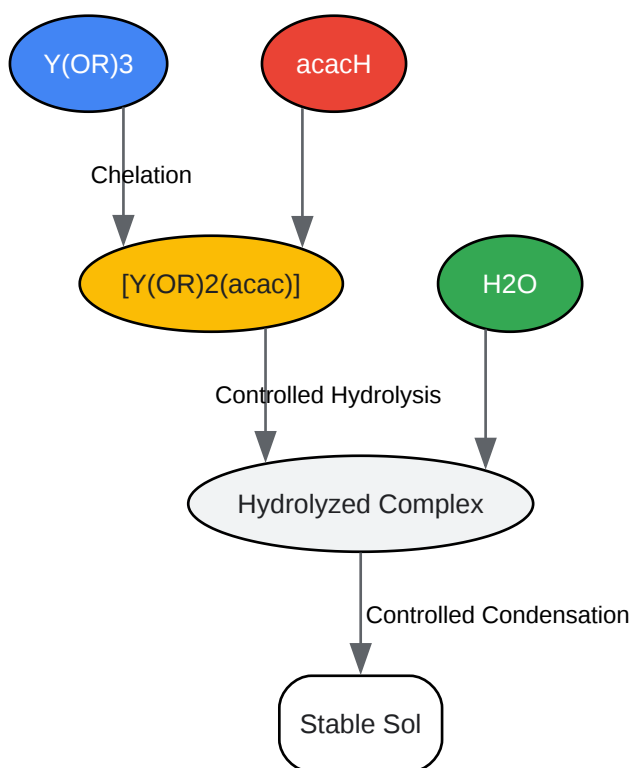 Y(OR)3
acacH
Chelation
[Y(OR)2(acac)]
H2O
Controlled Hydrolysis
Hydrolyzed Complex
Controlled Condensation
Stable Sol